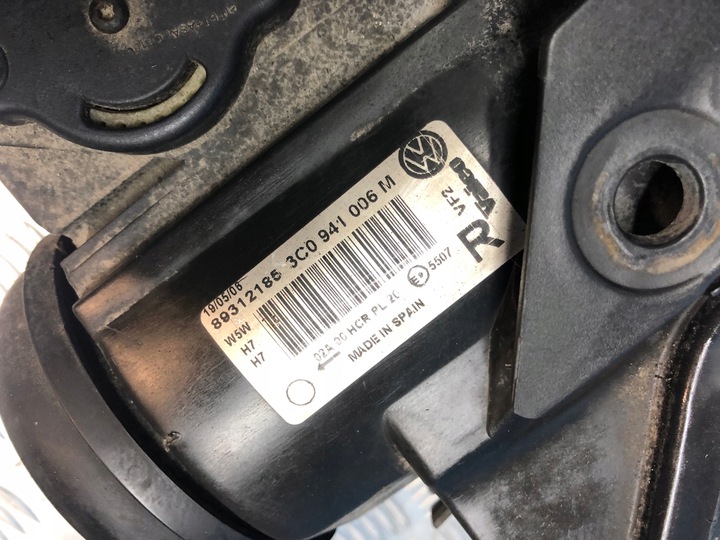 19/05/06
89312185 3C0 941 006 M
W5W
H7
H7
Valeo
VF2
R
02A 00 HCR PL 20
5507
MADE IN SPAIN